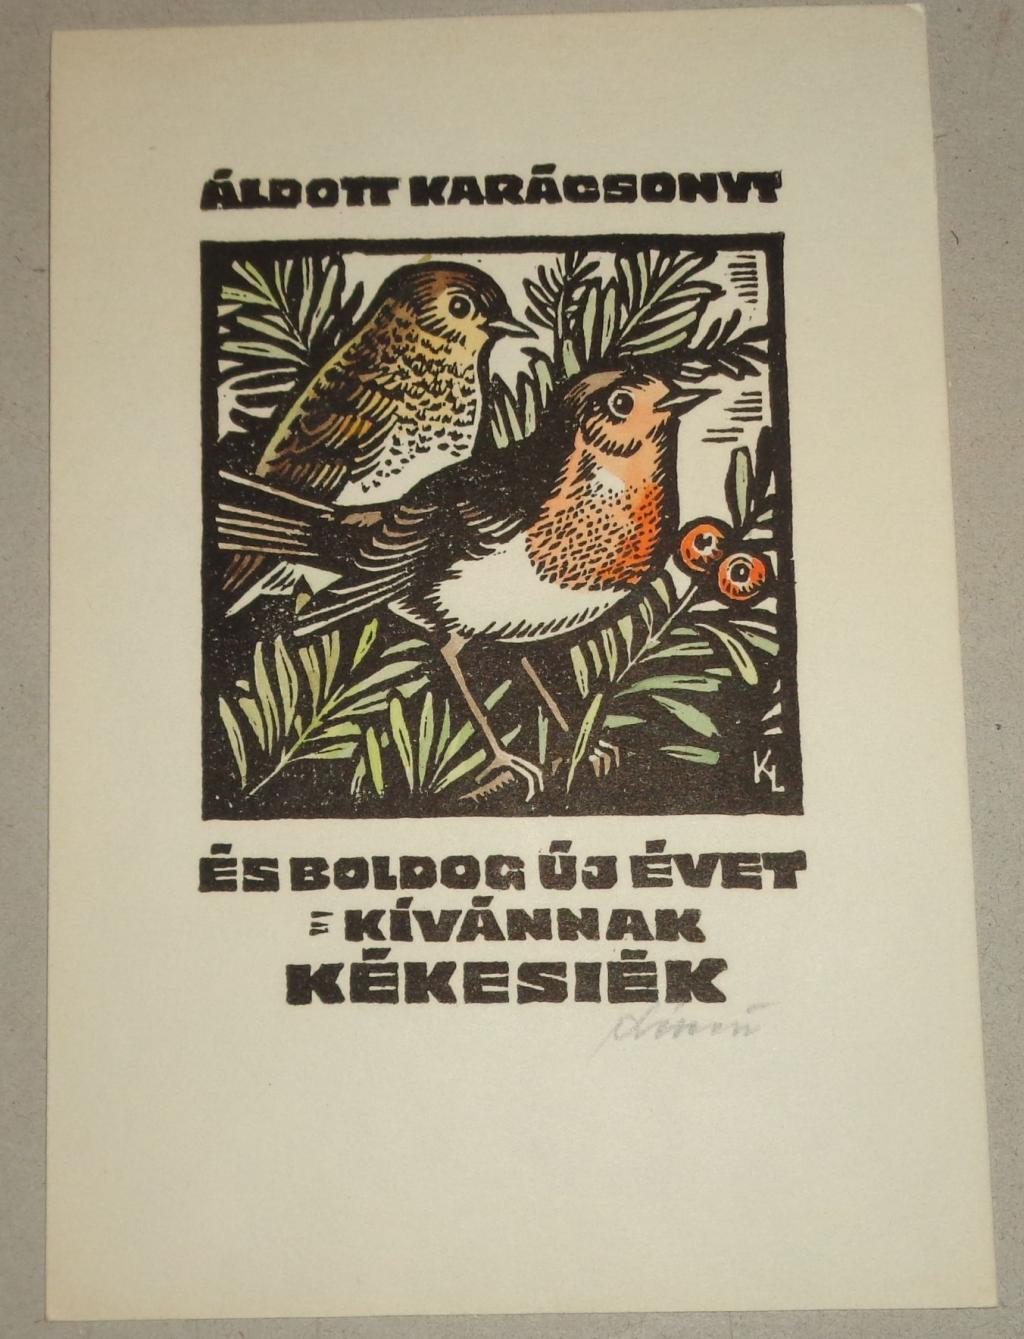 ÁLDOTT KARÁCSONYT
KL
ÉS BOLDOG ÚJ ÉVET
KÍVÁNNAK
KÉKESIÉK